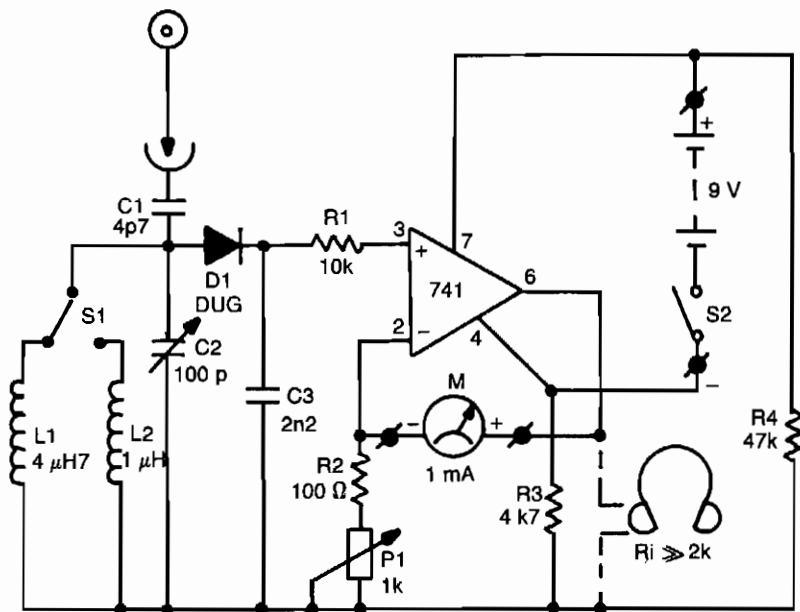 C1
4p7
R1
10k
3
+
7
+
9 V
D1
DUG
741
6
S1
C2
100 p
2
−
4
S2
−
C3
2n2
M
−
+
1 mA
L1
4 μH7
L2
1 μH
R2
100 Ω
R3
4 k7
R4
47k
P1
1k
Ri ⩾ 2k